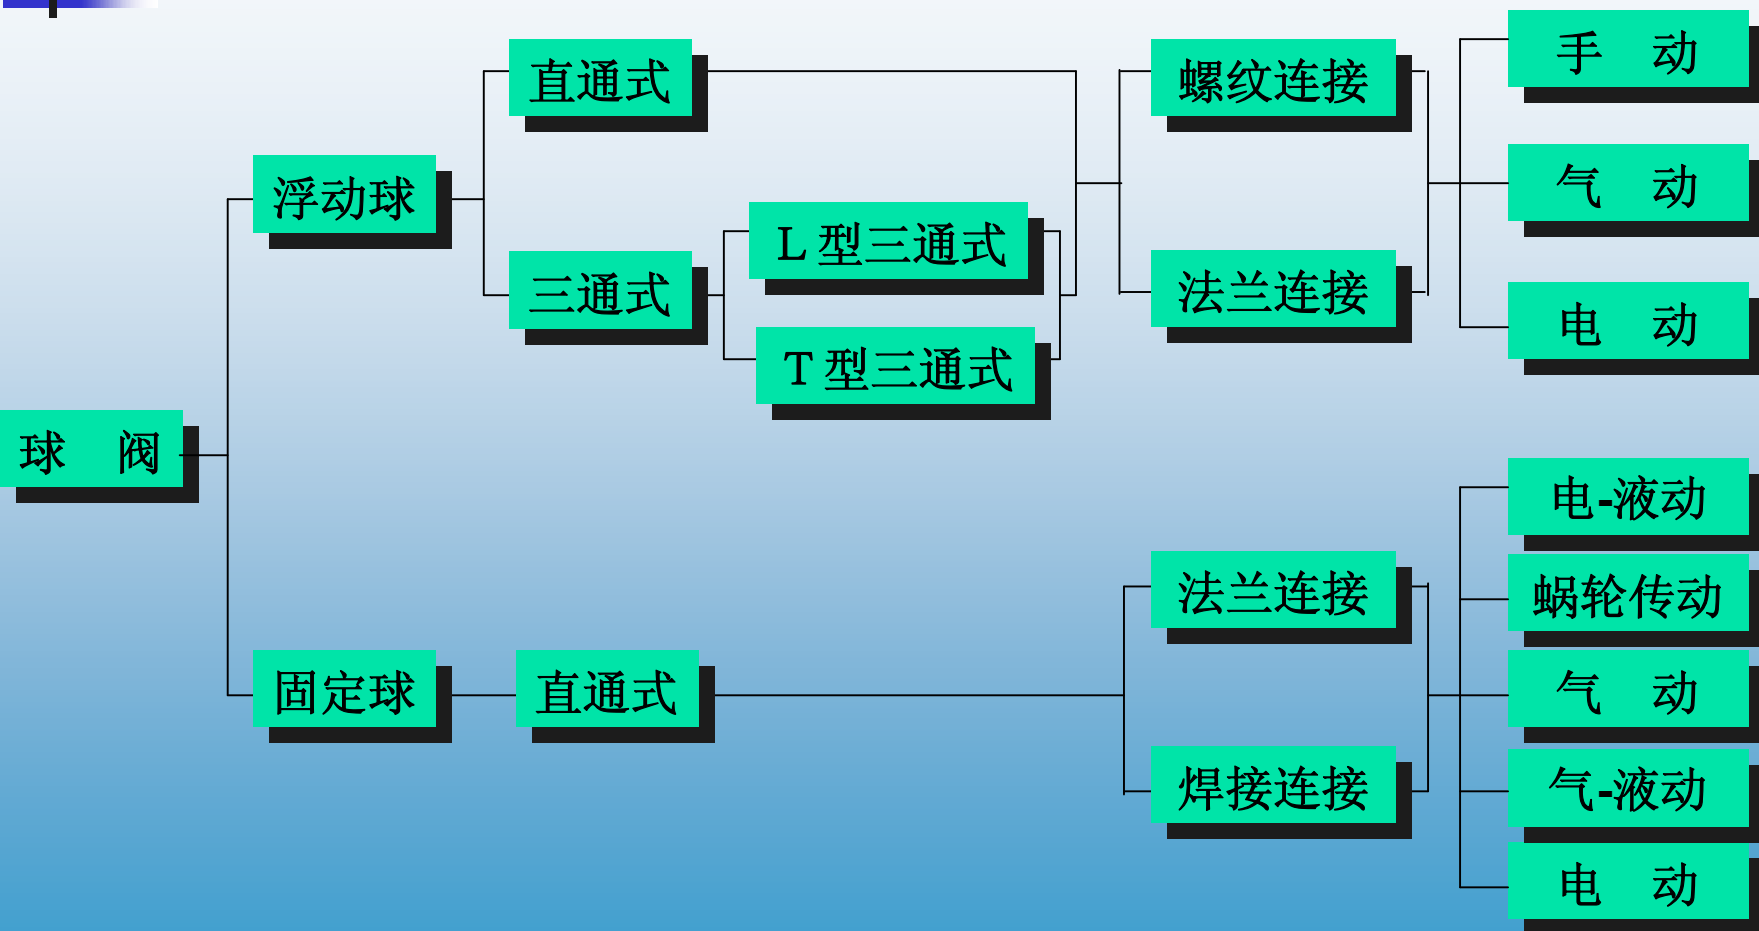 球 阀
浮动球
固定球
直通式
三通式
L 型三通式
T 型三通式
直通式
螺纹连接
法兰连接
法兰连接
焊接连接
手 动
气 动
电 动
电-液动
蜗轮传动
气 动
气-液动
电 动